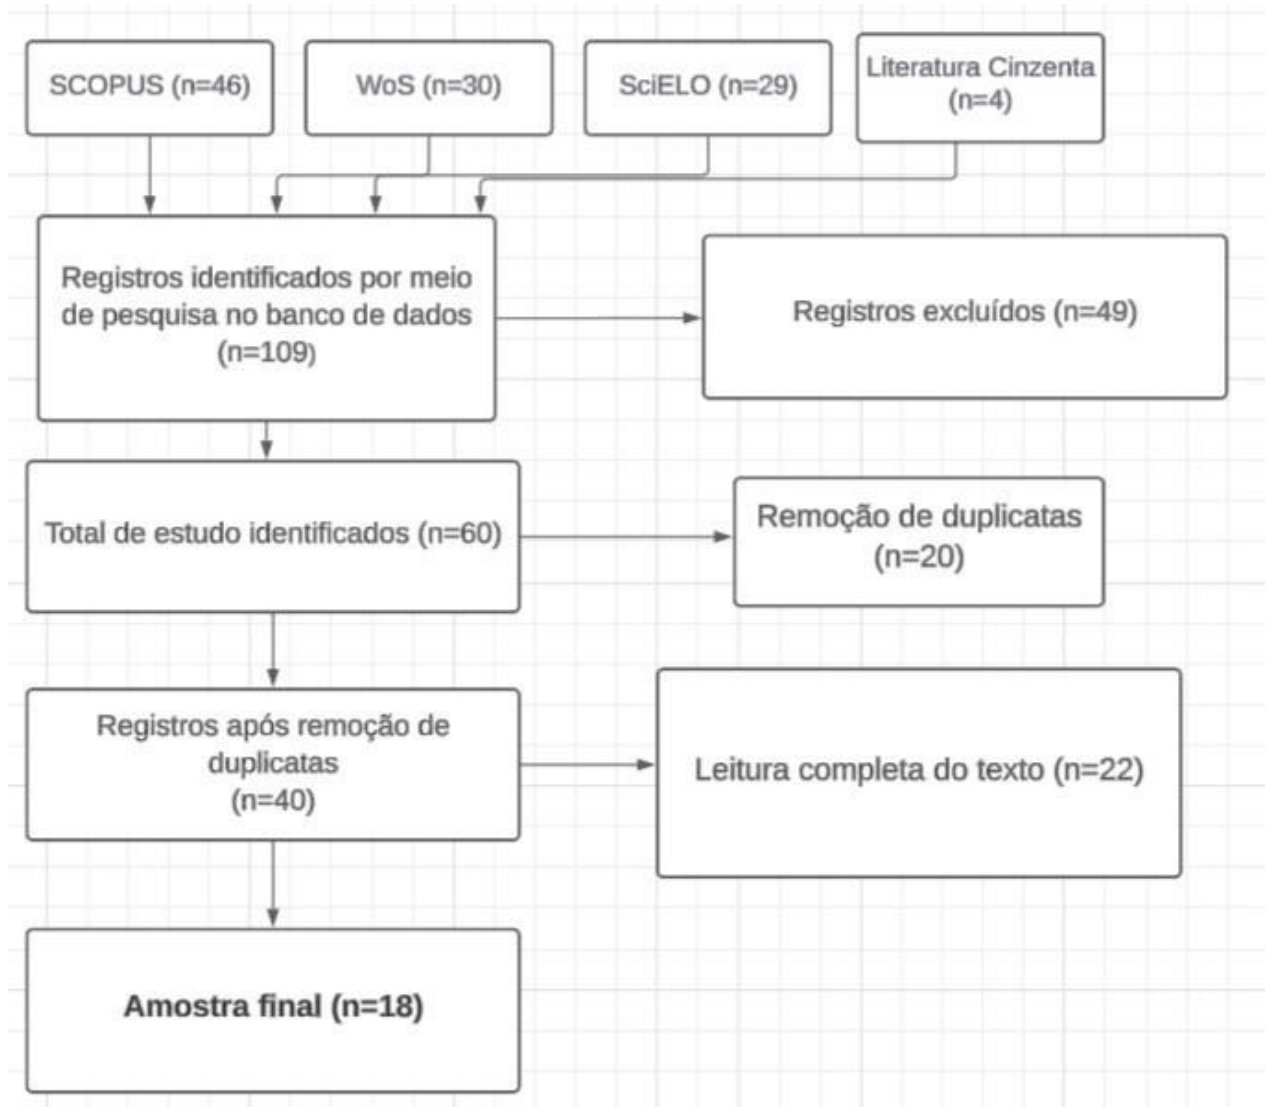 SCOPUS (n=46)
WoS (n=30)
SciELO (n=29)
Literatura Cinzenta
(n=4)
Registros identificados por meio
de pesquisa no banco de dados
(n=109)
Registros excluídos (n=49)
Total de estudo identificados (n=60)
Remoção de duplicatas
(n=20)
Registros após remoção de
duplicatas
(n=40)
Leitura completa do texto (n=22)
Amostra final (n=18)